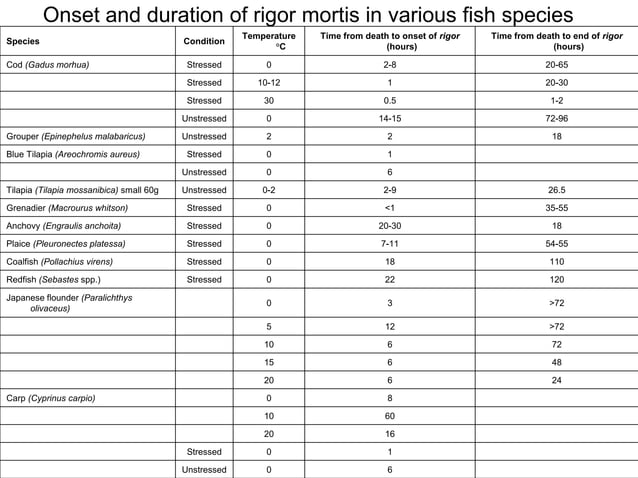 Onset and duration of rigor mortis in various fish species
Species Condition Temperature °C Time from death to onset of rigor (hours) Time from death to end of rigor (hours)
Cod (Gadus morhua) Stressed 0 2-8 20-65
Stressed 10-12 1 20-30
Stressed 30 0.5 1-2
Unstressed 0 14-15 72-96
Grouper (Epinephelus malabaricus) Unstressed 2 2 18
Blue Tilapia (Areochromis aureus) Stressed 0 1
Unstressed 0 6
Tilapia (Tilapia mossanibica) small 60g Unstressed 0-2 2-9 26.5
Grenadier (Macrourus whitson) Stressed 0 <1 35-55
Anchovy (Engraulis anchoita) Stressed 0 20-30 18
Plaice (Pleuronectes platessa) Stressed 0 7-11 54-55
Coalfish (Pollachius virens) Stressed 0 18 110
Redfish (Sebastes spp.) Stressed 0 22 120
Japanese flounder (Paralichthys olivaceus) 0 3 >72
5 12 >72
10 6 72
15 6 48
20 6 24
Carp (Cyprinus carpio) 0 8
10 60
20 16
Stressed 0 1
Unstressed 0 6